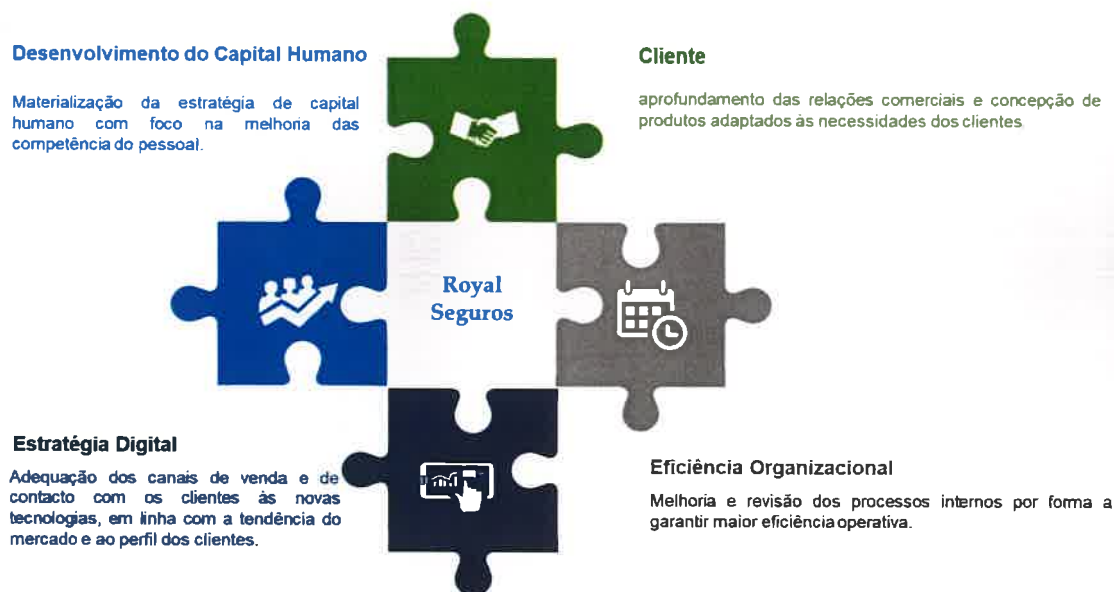 Desenvolvimento do Capital Humano
Materialização da estratégia de capital
humano com foco na melhoria das
competência do pessoal.
Cliente
aprofundamento das relações comerciais e concepção de
produtos adaptados às necessidades dos clientes.
Royal
Seguros
Estratégia Digital
Adequação dos canais de venda e de
contacto com os clientes às novas
tecnologias, em linha com a tendência do
mercado e ao perfil dos clientes.
Eficiência Organizacional
Melhoria e revisão dos processos internos por forma a
garantir maior eficiência operativa.